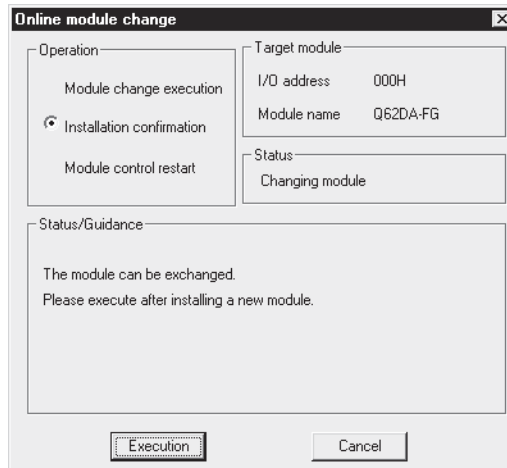 Online module change
Operation
Module change execution
Installation confirmation
Module control restart
Target module
I/O address 000H
Module name Q62DA-FG
Status
Changing module
Status/Guidance
The module can be exchanged.
Please execute after installing a new module.
Execution
Cancel